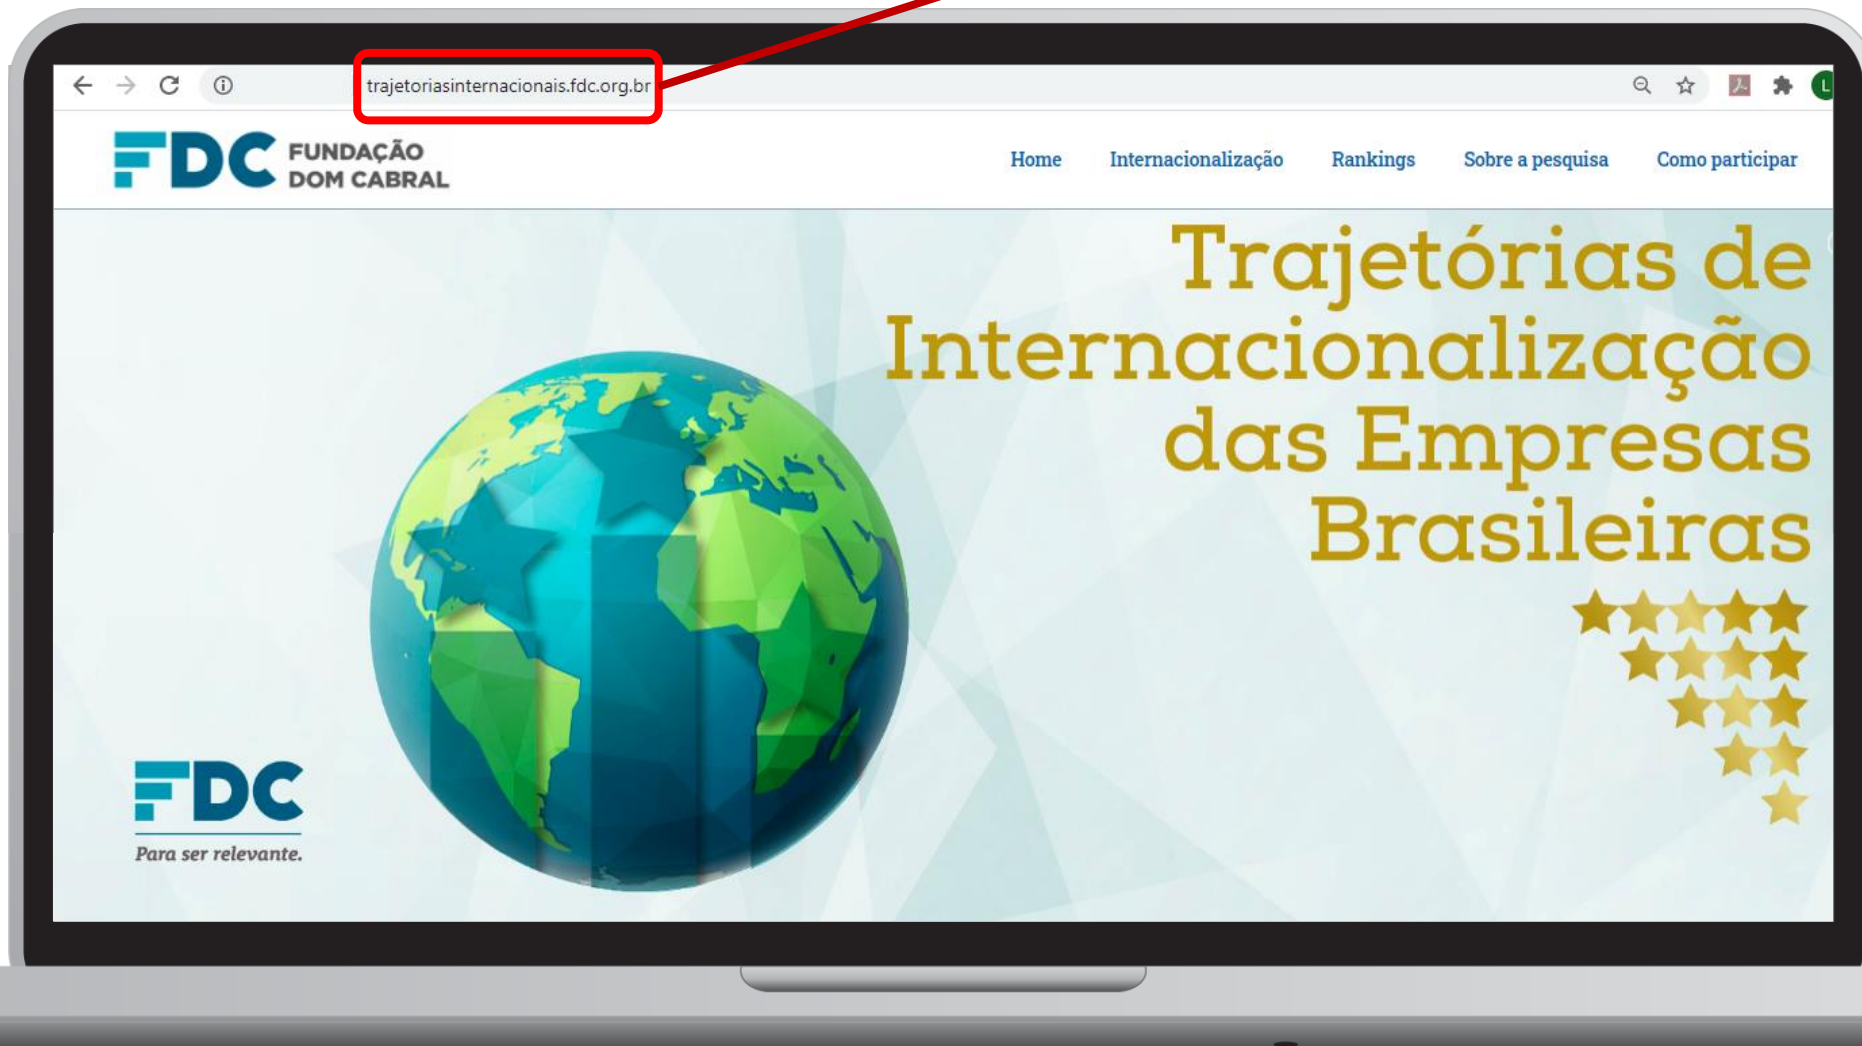 trajetoriasinternacionais.fdc.org.br
L
FDC FUNDAÇÃO
DOM CABRAL
Home Internacionalização Rankings Sobre a pesquisa Como participar
Trajetórias de
Internacionalização
das Empresas
Brasileiras
FDC
Para ser relevante.